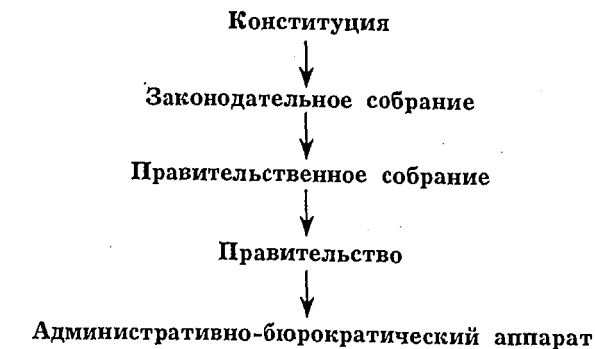 Конституция
Законодательное собрание
Правительственное собрание
Правительство
Административно-бюрократический аппарат